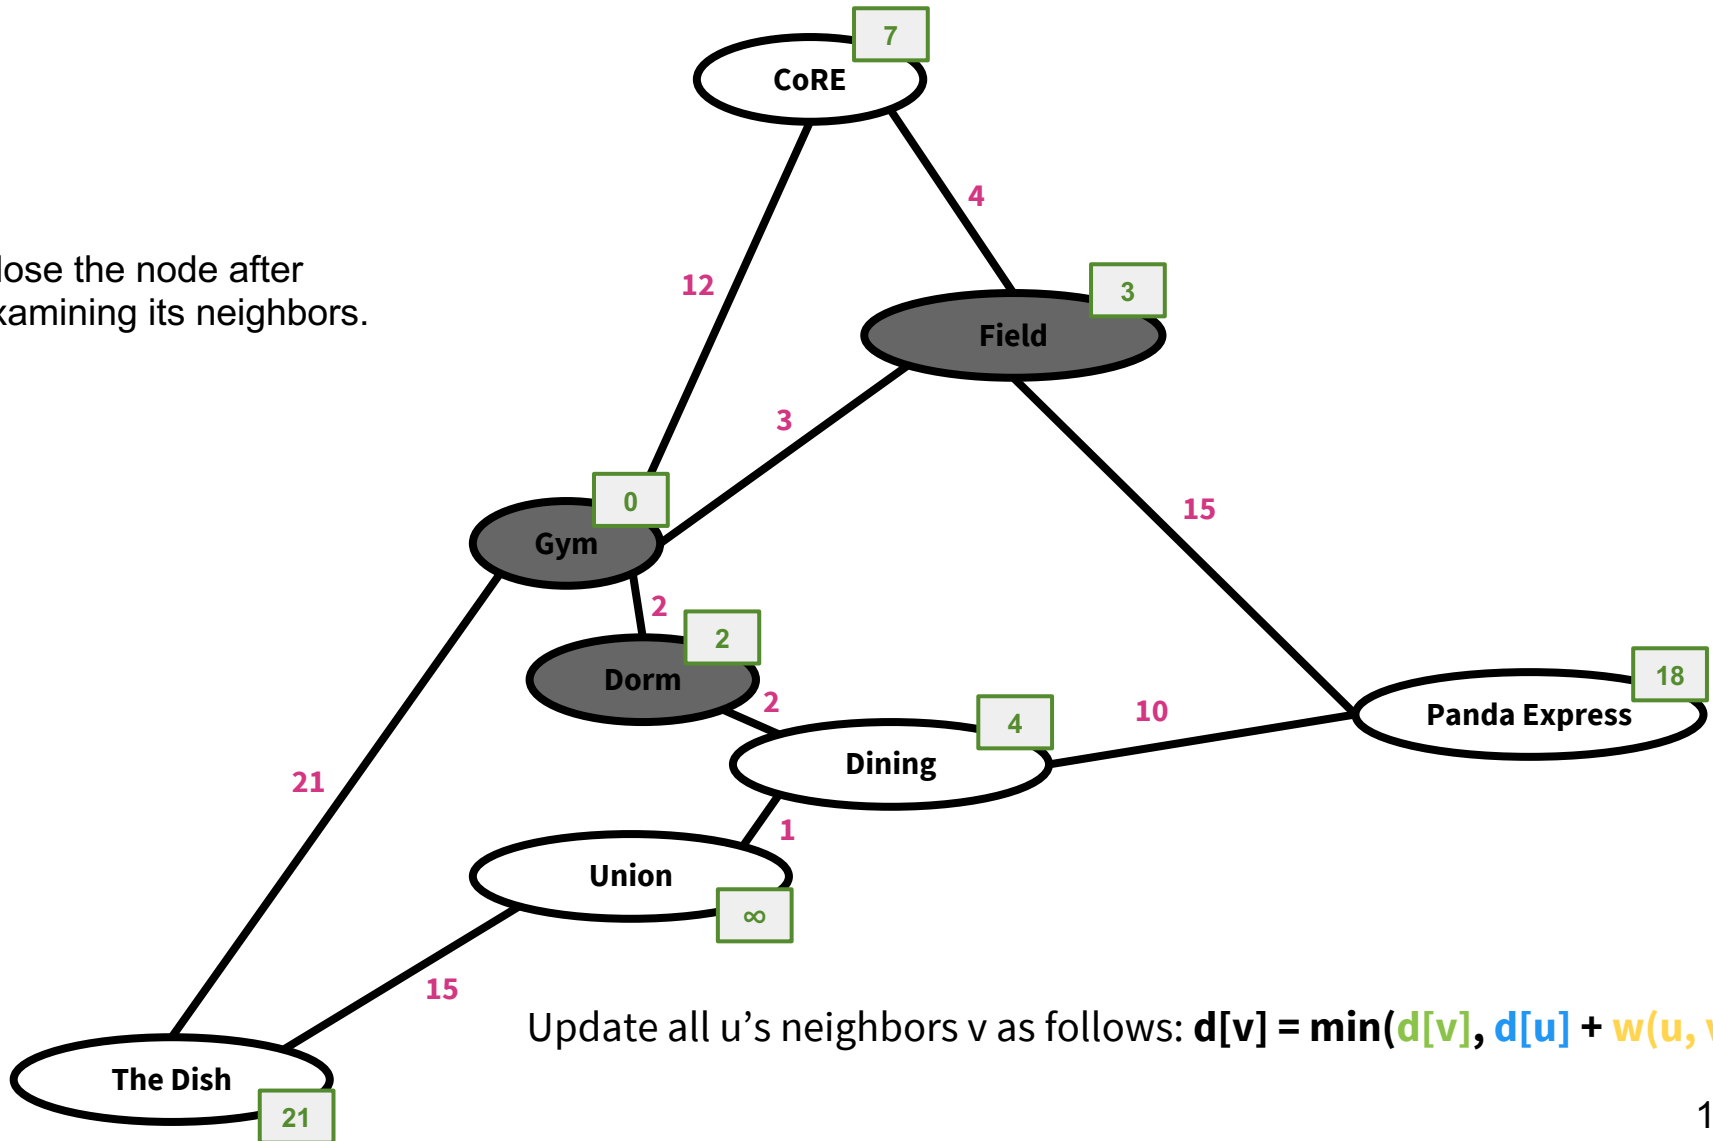 7
CoRE
4
lose the node after
xamining its neighbors.
12
3
Field
3
0
15
Gym
2
2
Dorm
18
2
4
10
Panda Express
Dining
21
1
Union
∞
15
Update all u’s neighbors v as follows: d[v] = min(d[v], d[u] + w(u, v
The Dish
21
1